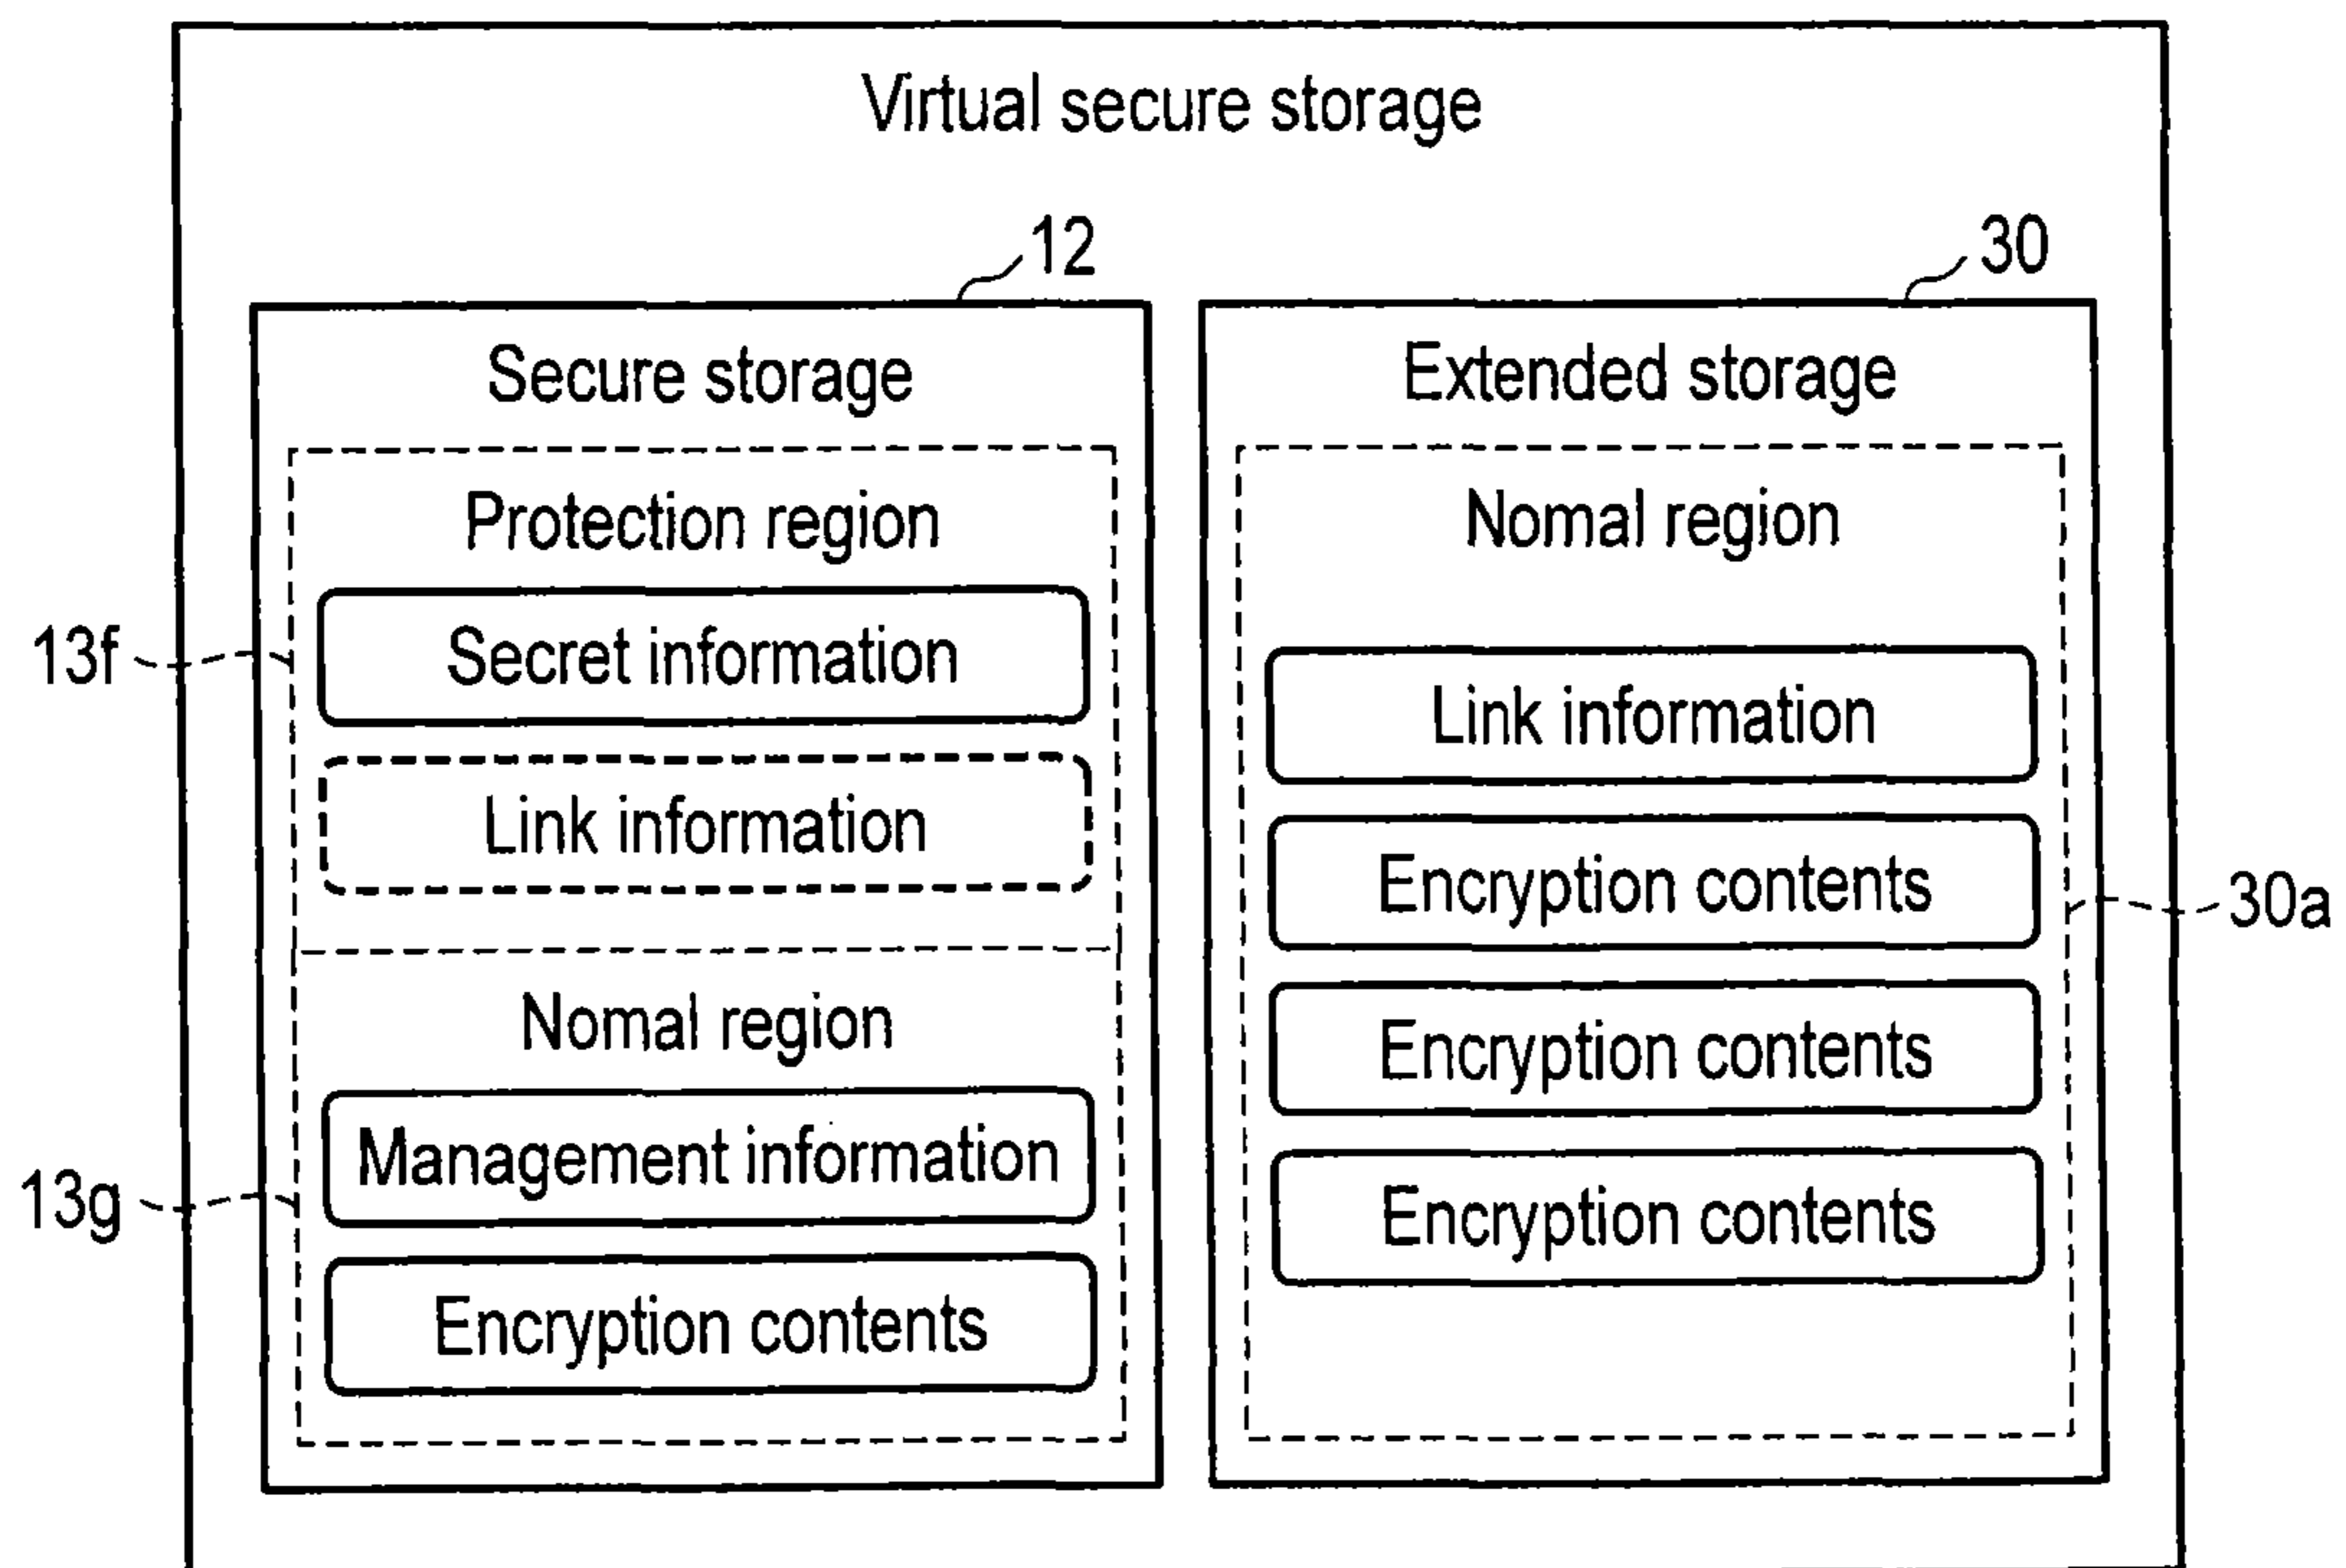 Virtual secure storage
12
30
Secure storage
Protection region
13f
Secret information
Link information
Nomal region
Management information
13g
Encryption contents
Extended storage
Nomal region
Link information
Encryption contents
30a
Encryption contents
Encryption contents